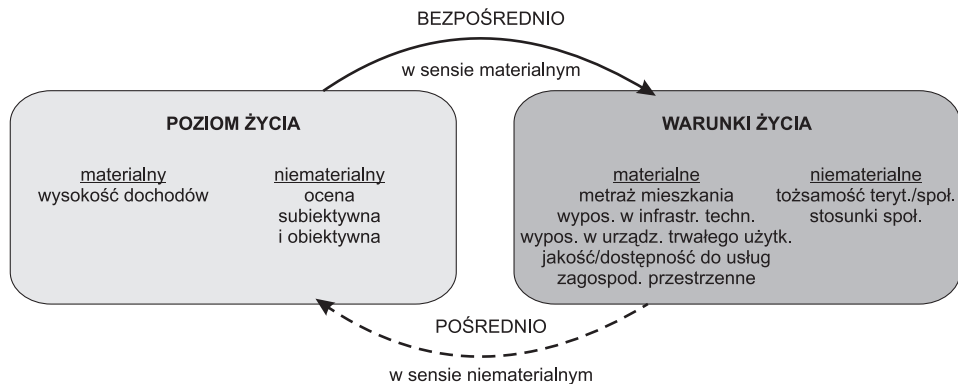 BEZPOŚREDNIO
w sensie materialnym
POZIOM ŻYCIA
materialny
wysokość dochodów
niematerialny
ocena
subiektywna
i obiektywna
WARUNKI ŻYCIA
materialne
metraż mieszkania
wypos. w infrastr. techn.
wypos. w urządz. trwałego użytk.
jakość/dostępność do usług
zagospod. przestrzenne
niematerialne
tożsamość teryt./społ.
stosunki społ.
POŚREDNIO
w sensie niematerialnym